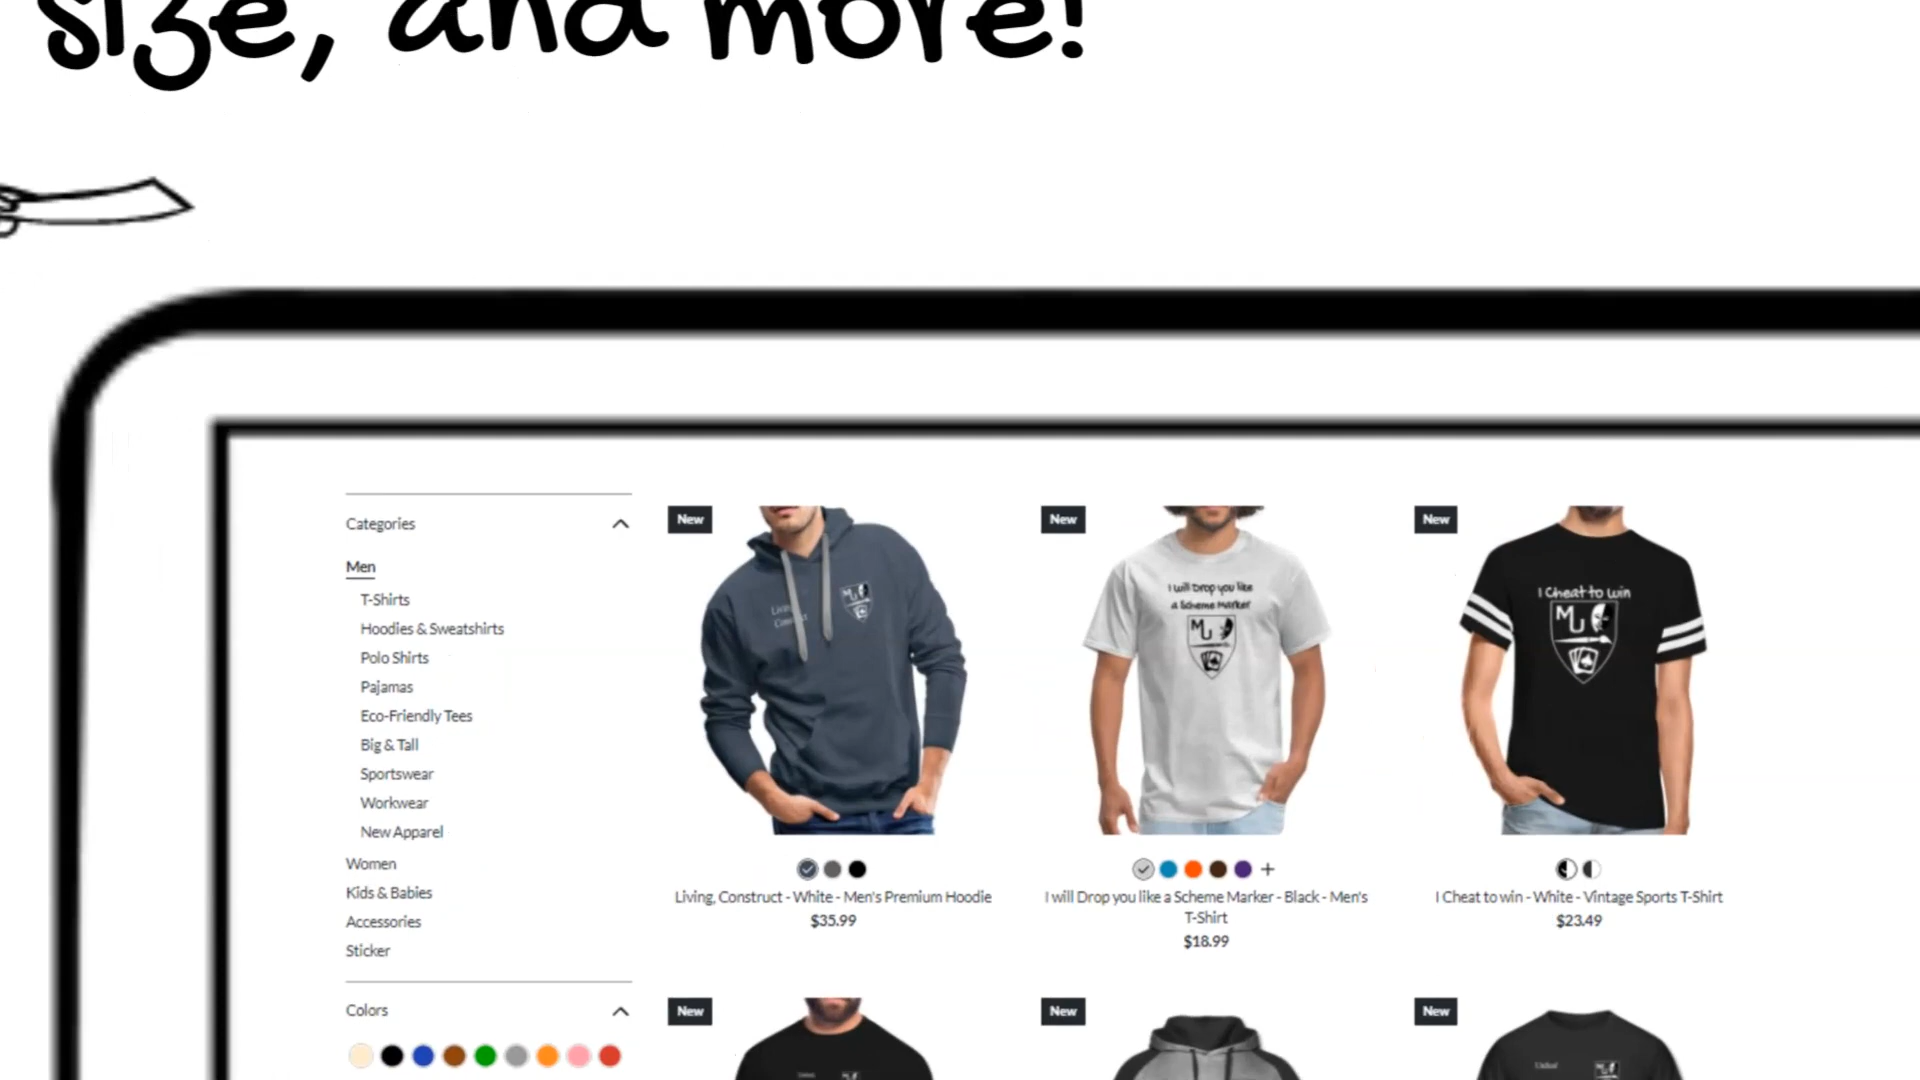 size, and more!
Categories
Men
T-Shirts
Hoodies & Sweatshirts
Polo Shirts
Pajamas
Eco-Friendly Tees
Big & Tall
Sportswear
Workwear
New Apparel
Women
Kids & Babies
Accessories
Sticker
Colors
New
MU
Living, Construct - White - Men's Premium Hoodie
$35.99
New
I will Drop you like
a Scheme Marker
MU
I will Drop you like a Scheme Marker - Black - Men's
T-Shirt
$18.99
New
I Cheat to win
MU
I Cheat to win - White - Vintage Sports T-Shirt
$23.49
New
New
New